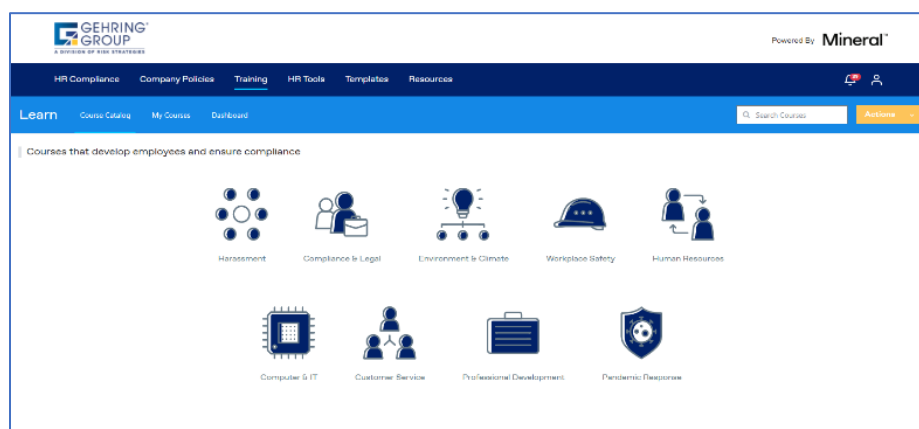 GEHRING
GROUP
A DIVISION OF RISK STRATEGIES
Powered By Mineral™
HR Compliance Company Policies Training HR Tools Templates Resources
Learn Course Catalog My Courses Dashboard Search Courses Actions
Courses that develop employees and ensure compliance
Harassment Compliance & Legal Environment & Climate Workplace Safety Human Resources
Computer & IT Customer Service Professional Development Pandemic Response